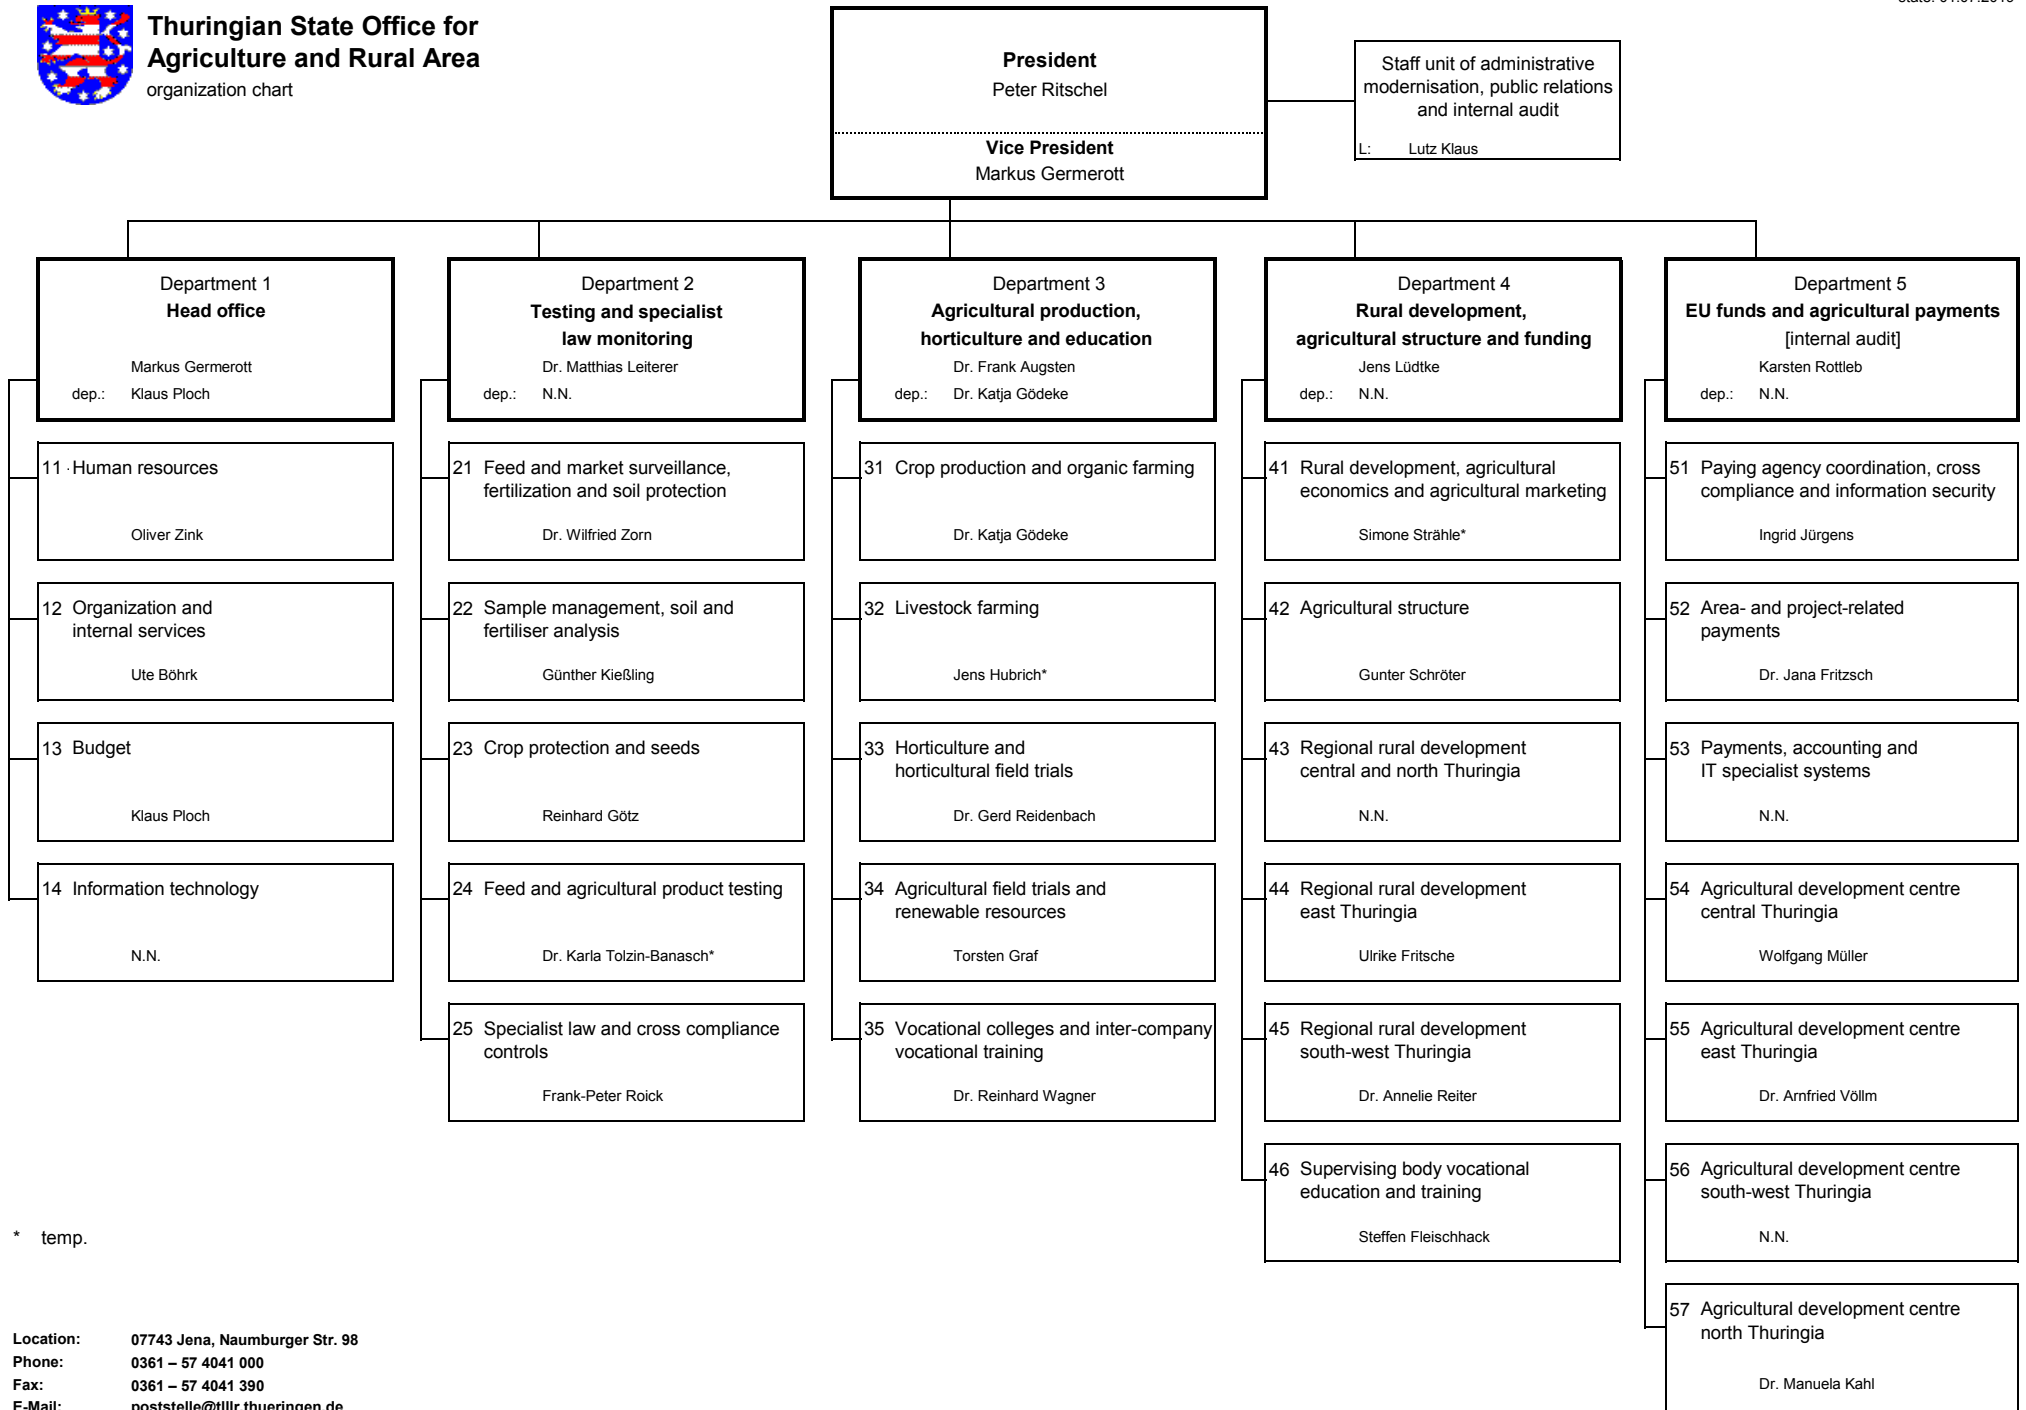 Thuringian State Office for
Agriculture and Rural Area
organization chart
President
Peter Ritschel
Vice President
Markus Germerott
Staff unit of administrative
modernisation, public relations
and internal audit
L: Lutz Klaus
Department 1
Head office
Markus Germerott
dep.: Klaus Ploch
11 Human resources
Oliver Zink
12 Organization and
internal services
Ute Böhrk
13 Budget
Klaus Ploch
14 Information technology
N.N.
Department 2
Testing and specialist
law monitoring
Dr. Matthias Leiterer
dep.: N.N.
21 Feed and market surveillance,
fertilization and soil protection
Dr. Wilfried Zorn
22 Sample management, soil and
fertiliser analysis
Günther Kießling
23 Crop protection and seeds
Reinhard Götz
24 Feed and agricultural product testing
Dr. Karla Tolzin-Banasch*
25 Specialist law and cross compliance
controls
Frank-Peter Roick
Department 3
Agricultural production,
horticulture and education
Dr. Frank Augsten
dep.: Dr. Katja Gödeke
31 Crop production and organic farming
Dr. Katja Gödeke
32 Livestock farming
Jens Hubrich*
33 Horticulture and
horticultural field trials
Dr. Gerd Reidenbach
34 Agricultural field trials and
renewable resources
Torsten Graf
35 Vocational colleges and inter-company
vocational training
Dr. Reinhard Wagner
Department 4
Rural development,
agricultural structure and funding
Jens Lüdtke
dep.: N.N.
41 Rural development, agricultural
economics and agricultural marketing
Simone Strähle*
42 Agricultural structure
Gunter Schröter
43 Regional rural development
central and north Thuringia
N.N.
44 Regional rural development
east Thuringia
Ulrike Fritsche
45 Regional rural development
south-west Thuringia
Dr. Annelie Reiter
46 Supervising body vocational
education and training
Steffen Fleischhack
Department 5
EU funds and agricultural payments
[internal audit]
Karsten Rottleb
dep.: N.N.
51 Paying agency coordination, cross
compliance and information security
Ingrid Jürgens
52 Area- and project-related
payments
Dr. Jana Fritzsch
53 Payments, accounting and
IT specialist systems
N.N.
54 Agricultural development centre
central Thuringia
Wolfgang Müller
55 Agricultural development centre
east Thuringia
Dr. Arnfried Völlm
56 Agricultural development centre
south-west Thuringia
N.N.
57 Agricultural development centre
north Thuringia
Dr. Manuela Kahl
* temp.
Location: 07743 Jena, Naumburger Str. 98
Phone: 0361 – 57 4041 000
Fax: 0361 – 57 4041 390
E-Mail: poststelle@tlllr.thueringen.de